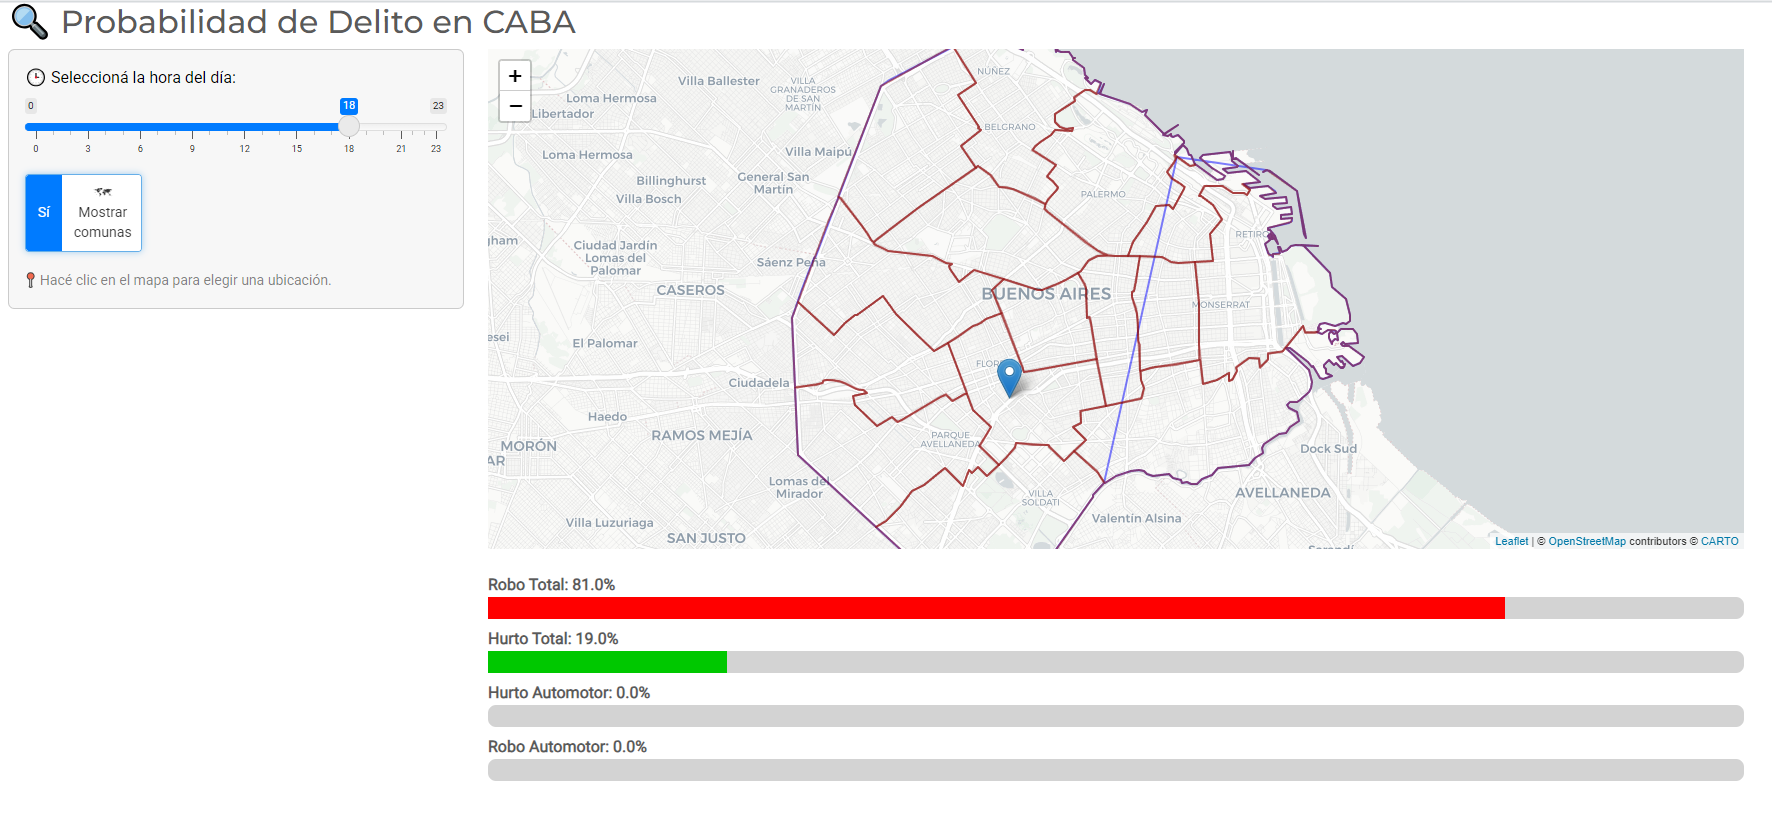 Probabilidad de Delito en CABA
Seleccioná la hora del día:
0
18
23
0
3
6
9
12
15
18
21
23
Sí
Mostrar
comunas
Hacé clic en el mapa para elegir una ubicación.
+
−
NÚÑEZ
Villa Ballester
VILLA
GRANADEROS
DE SAN
MARTÍN
Loma Hermosa
Libertador
BELGRANO
Loma Hermosa
Villa Maipú
General San
Martín
Billinghurst
Villa Bosch
PALERMO
RETIRO
ham
Ciudad Jardín
Lomas del
Palomar
Sáenz Peña
CASEROS
BUENOS AIRES
MONSERRAT
esei
El Palomar
FLOR
Ciudadela
Haedo
RAMOS MEJÍA
MORÓN
AR
PARQUE
AVELLANEDA
Dock Sud
Lomas del
Mirador
VILLA
SOLDATI
AVELLANEDA
Villa Luzuriaga
Valentín Alsina
SAN JUSTO
Leaflet | © OpenStreetMap contributors © CARTO
Robo Total: 81.0%
Hurto Total: 19.0%
Hurto Automotor: 0.0%
Robo Automotor: 0.0%